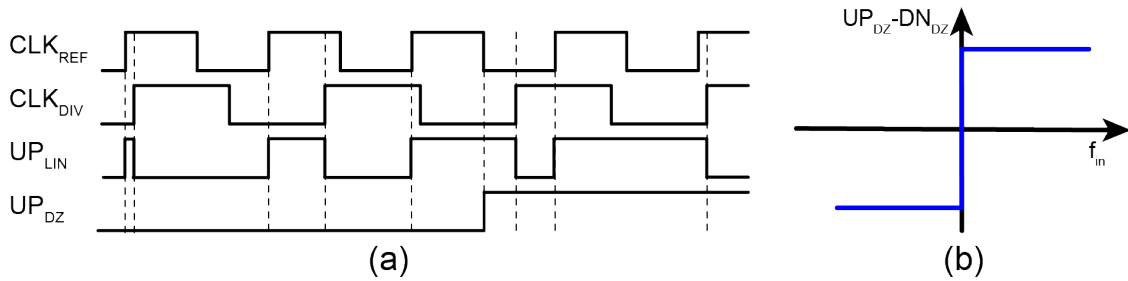 CLK_REF
CLK_DIV
UP_LIN
UP_DZ
(a)
UP_DZ-DN_DZ
f_in
(b)